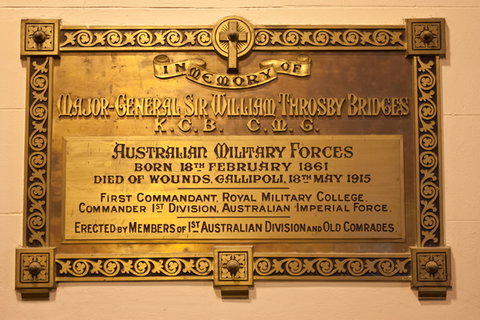 IN MEMORY OF
MAJOR-GENERAL SIR WILLIAM THROSBY BRIDGES
K.C.B. C.M.G.
AUSTRALIAN MILITARY FORCES
BORN 18TH FEBRUARY 1861
DIED OF WOUNDS, GALLIPOLI, 18TH MAY 1915
FIRST COMMANDANT, ROYAL MILITARY COLLEGE
COMMANDER 1ST DIVISION, AUSTRALIAN IMPERIAL FORCE.
ERECTED BY MEMBERS OF 1ST AUSTRALIAN DIVISION AND OLD COMRADES.